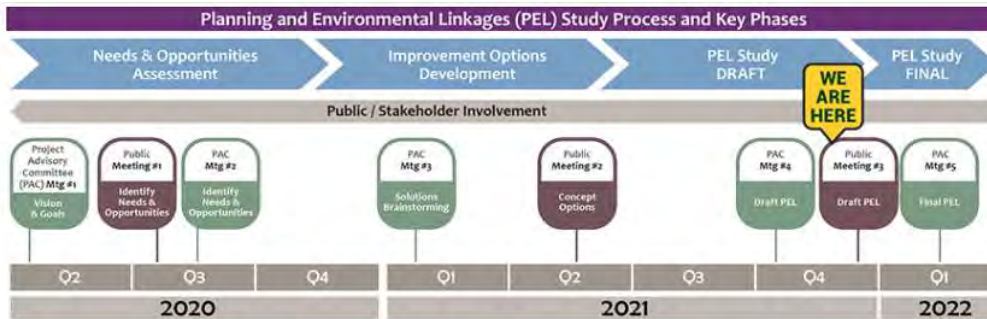 Planning and Environmental Linkages (PEL) Study Process and Key Phases
Needs & Opportunities
Assessment
Improvement Options
Development
PEL Study
DRAFT
PEL Study
FINAL
WE
ARE
HERE
Public / Stakeholder Involvement
Project
Advisory
Committee
(PAC) Mtg #1
Vision
& Goals
Public
Meeting #1
Identify
Needs &
Opportunities
PAC
Mtg #2
Identify
Needs &
Opportunities
PAC
Mtg #3
Solutions
Brainstorming
Public
Meeting #2
Concept
Options
PAC
Mtg #4
Draft PEL
Public
Meeting #3
Draft PEL
PAC
Mtg #5
Final PEL
Q2
Q3
Q4
Q1
Q2
Q3
Q4
Q1
2020
2021
2022